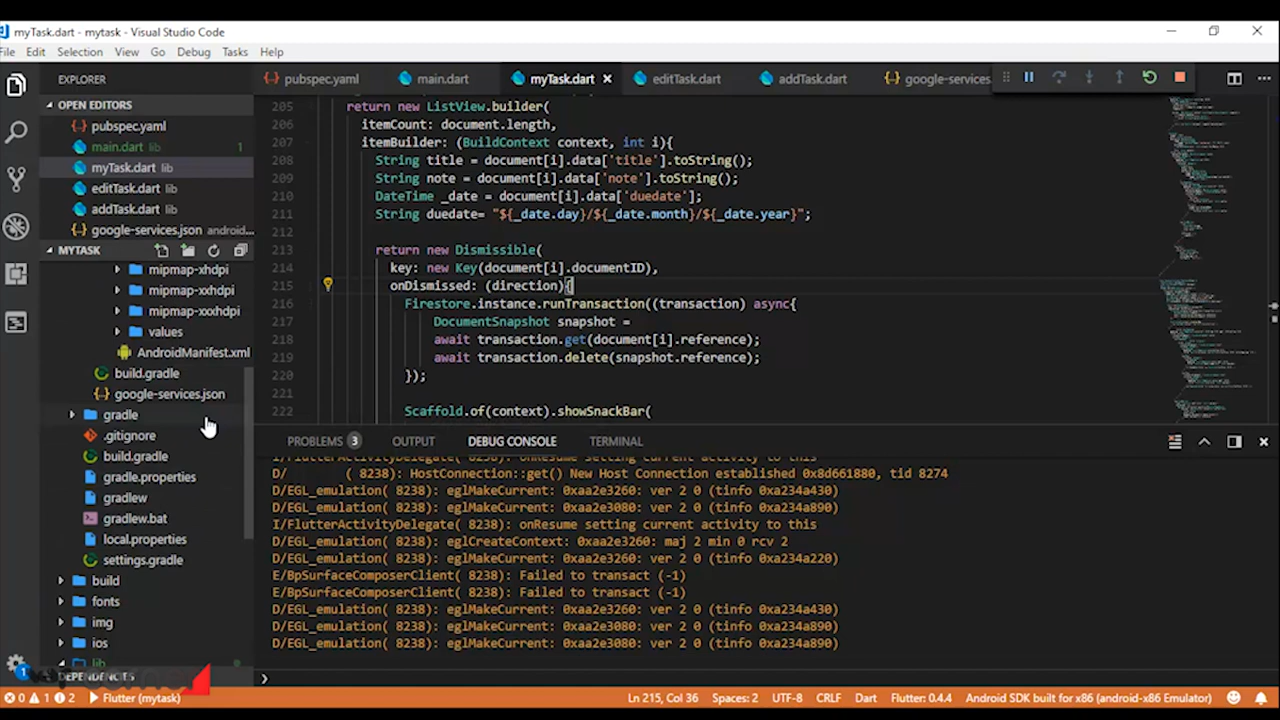 myTask.dart - mytask - Visual Studio Code
File Edit Selection View Go Debug Tasks Help
EXPLORER
pubspec.yaml main.dart myTask.dart editTask.dart addTask.dart google-services.
OPEN EDITORS
pubspec.yaml
main.dart lib 1
myTask.dart lib
editTask.dart lib
addTask.dart lib
google-services.json android...
MYTASK
mipmap-xhdpi
mipmap-xxhdpi
mipmap-xxxhdpi
values
AndroidManifest.xml
build.gradle
google-services.json
gradle
.gitignore
build.gradle
gradle.properties
gradlew
gradlew.bat
local.properties
settings.gradle
build
fonts
img
ios
lib
DEPENDENCIES
205 return new ListView.builder(
206 itemCount: document.length,
207 itemBuilder: (BuildContext context, int i){
208 String title = document[i].data['title'].toString();
209 String note = document[i].data['note'].toString();
210 DateTime _date = document[i].data['duedate'];
211 String duedate= "${_date.day}/${_date.month}/${_date.year}";
212
213 return new Dismissible(
214 key: new Key(document[i].documentID),
215 onDismissed: (direction){
216 Firestore.instance.runTransaction((transaction) async{
217 DocumentSnapshot snapshot =
218 await transaction.get(document[i].reference);
219 await transaction.delete(snapshot.reference);
220 });
221
222 Scaffold.of(context).showSnackBar(
PROBLEMS 3 OUTPUT DEBUG CONSOLE TERMINAL
I/FlutterActivityDelegate( 8238): onResume setting current activity to this
D/ ( 8238): HostConnection::get() New Host Connection established 0x8d661880, tid 8274
D/EGL_emulation( 8238): eglMakeCurrent: 0xaa2e3260: ver 2 0 (tinfo 0xa234a430)
D/EGL_emulation( 8238): eglMakeCurrent: 0xaa2e3080: ver 2 0 (tinfo 0xa234a890)
I/FlutterActivityDelegate( 8238): onResume setting current activity to this
D/EGL_emulation( 8238): eglCreateContext: 0xaa2e3260: maj 2 min 0 rcv 2
D/EGL_emulation( 8238): eglMakeCurrent: 0xaa2e3260: ver 2 0 (tinfo 0xa234a220)
E/BpSurfaceComposerClient( 8238): Failed to transact (-1)
E/BpSurfaceComposerClient( 8238): Failed to transact (-1)
D/EGL_emulation( 8238): eglMakeCurrent: 0xaa2e3260: ver 2 0 (tinfo 0xa234a430)
D/EGL_emulation( 8238): eglMakeCurrent: 0xaa2e3080: ver 2 0 (tinfo 0xa234a890)
D/EGL_emulation( 8238): eglMakeCurrent: 0xaa2e3080: ver 2 0 (tinfo 0xa234a890)
1
0 1 2 Flutter (mytask) Ln 215, Col 36 Spaces: 2 UTF-8 CRLF Dart Flutter: 0.4.4 Android SDK built for x86 (android-x86 Emulator)